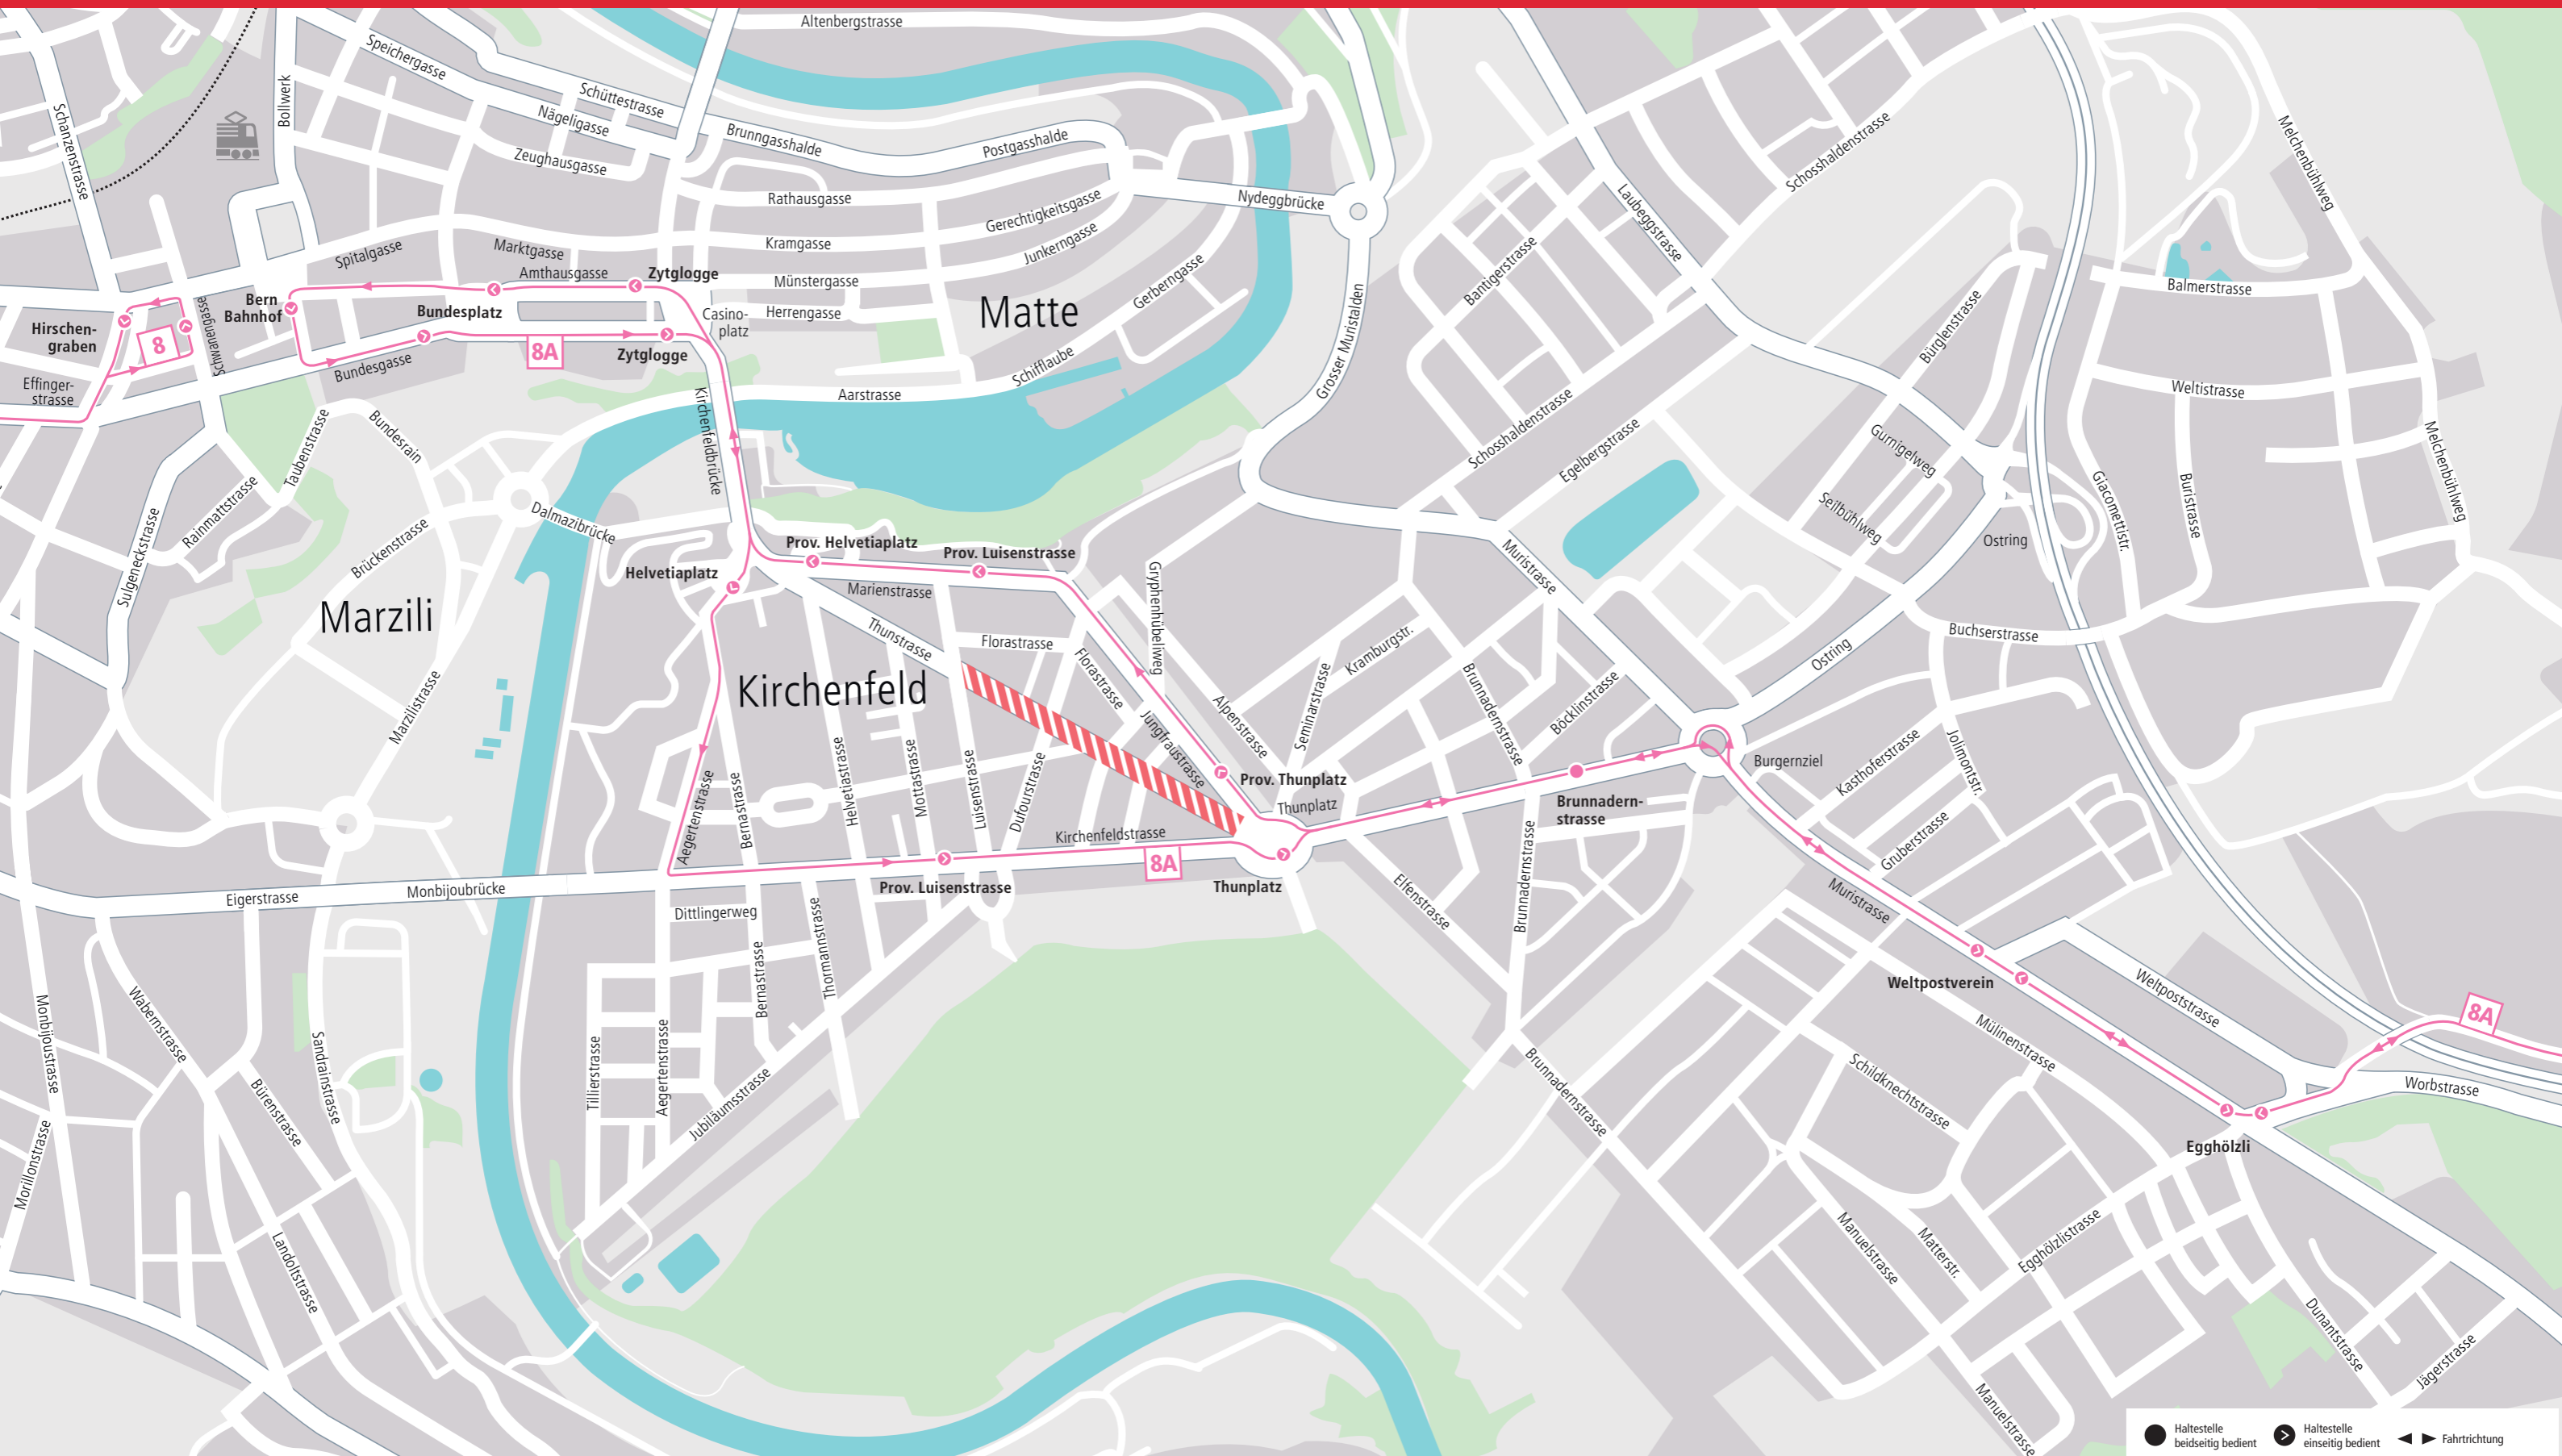 Altenbergstrasse
Speichergasse
Bollwerk
Schüttestrasse
Nägeligasse
Schanzenstrasse
Zeughausgasse
Brunngasshalde
Postgasshalde
Rathausgasse
Gerechtigkeitsgasse
Nydeggbrücke
Kramgasse
Junkerngasse
Spitalgasse
Marktgasse
Amthausgasse
Zytglogge
Münstergasse
Gerberngasse
Matte
Bern
Bahnhof
Bundesplatz
Casino-
platz
Herrengasse
Hirschen-
graben
8
Schwanengasse
8A
Zytglogge
Bundesgasse
Effinger-
strasse
Schifflaube
Aarstrasse
Grosser Muristalden
Kirchenfeldbrücke
Taubenstrasse
Bundesrain
Rainmattstrasse
Sulgeneckstrasse
Brückenstrasse
Dalmazibrücke
Marzili
Marzilistrasse
Helvetiaplatz
Prov. Helvetiaplatz
Prov. Luisenstrasse
Marienstrasse
Thunstrasse
Florastrasse
Florastrasse
Gryphenhübeliweg
Kirchenfeld
Jungfraustrasse
Alpenstrasse
Seminarstrasse
Kramburgstr.
Brunnadernstrasse
Böcklinstrasse
Muristrasse
Laubeggstrasse
Schosshaldenstrasse
Bantigerstrasse
Schosshaldenstrasse
Egelbergstrasse
Melchenbühlweg
Balmerstrasse
Bürglenstrasse
Weltistrasse
Gurnigelweg
Seilbühlweg
Ostring
Giacomettistr.
Buristrasse
Melchenbühlweg
Buchserstrasse
Ostring
Burgernziel
Kasthoferstrasse
Jolimontstr.
Gruberstrasse
Muristrasse
Prov. Thunplatz
Thunplatz
Brunnadern-
strasse
Aegertenstrasse
Bernastrasse
Helvetiastrasse
Mottastrasse
Luisenstrasse
Dufourstrasse
Kirchenfeldstrasse
8A
Prov. Luisenstrasse
Thunplatz
Elfenstrasse
Brunnadernstrasse
Eigerstrasse
Monbijoubrücke
Dittlingerweg
Bernastrasse
Thormannstrasse
Weltpostverein
Weltpoststrasse
8A
Worbstrasse
Mülinenstrasse
Schildknechtstrasse
Egghölzli
Brunnadernstrasse
Monbijoustrasse
Wabernstrasse
Sandrainstrasse
Bürenstrasse
Morillonstrasse
Landoltstrasse
Tillierstrasse
Aegertenstrasse
Jubiläumsstrasse
Manuelstrasse
Matterstr.
Egghölzlistrasse
Dunantstrasse
Jägerstrasse
Manuelstrasse
Haltestelle
beidseitig bedient
Haltestelle
einseitig bedient
Fahrtrichtung